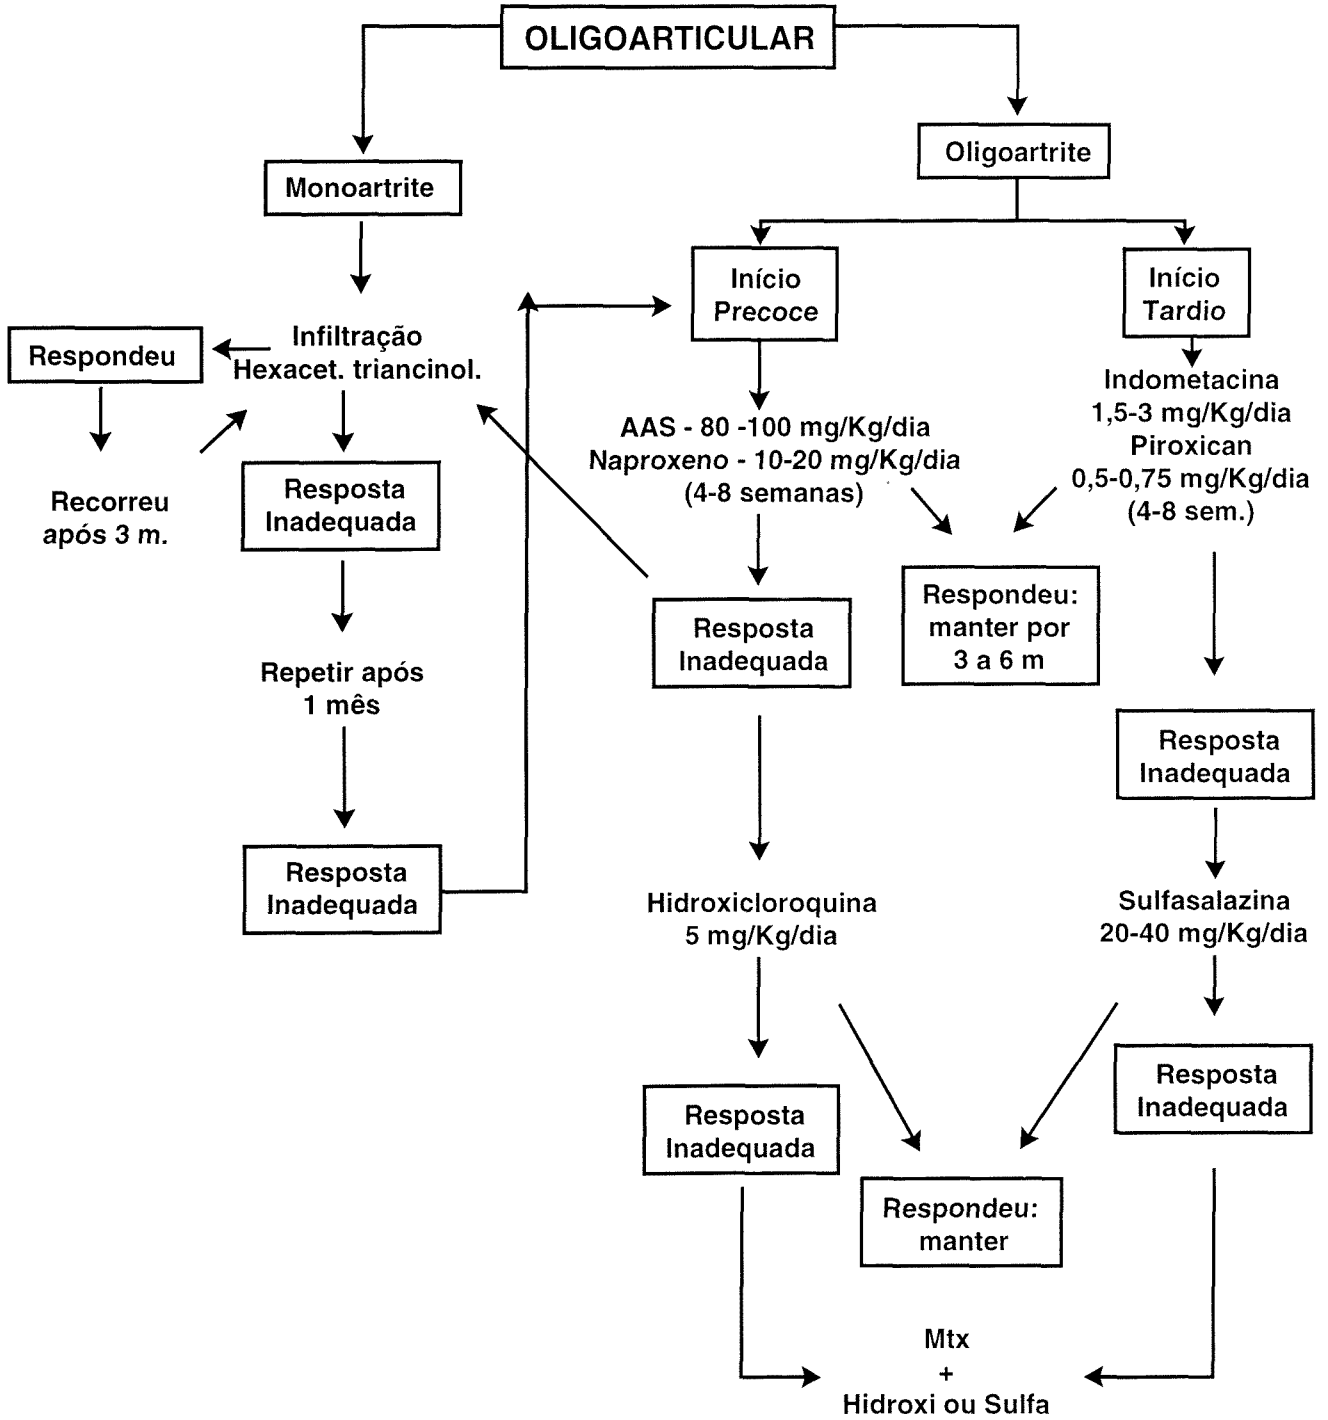 OLIGOARTICULAR
Monoartrite
Oligoartrite
Infiltração
Hexacet. triancinol.
Respondeu
Recorreu
após 3 m.
Resposta
Inadequada
Repetir após
1 mês
Resposta
Inadequada
Início
Precoce
AAS - 80 -100 mg/Kg/dia
Naproxeno - 10-20 mg/Kg/dia
(4-8 semanas)
Resposta
Inadequada
Respondeu:
manter por
3 a 6 m
Início
Tardio
Indometacina
1,5-3 mg/Kg/dia
Piroxican
0,5-0,75 mg/Kg/dia
(4-8 sem.)
Resposta
Inadequada
Hidroxicloroquina
5 mg/Kg/dia
Sulfasalazina
20-40 mg/Kg/dia
Resposta
Inadequada
Respondeu:
manter
Resposta
Inadequada
Mtx
+
Hidroxi ou Sulfa